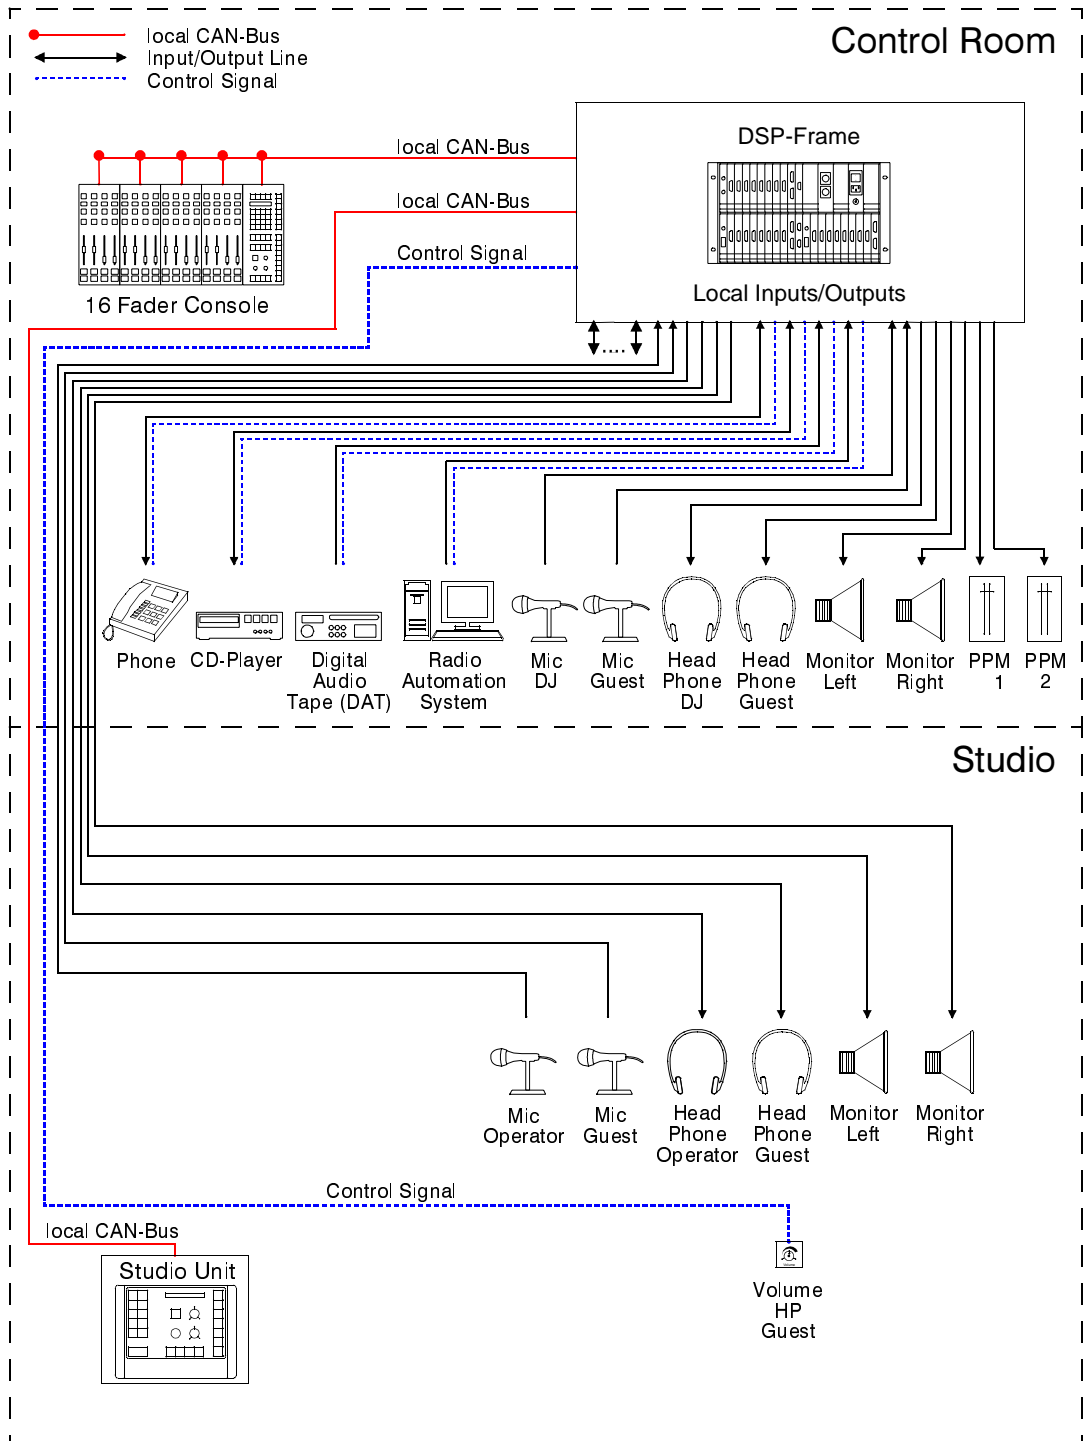 local CAN-Bus
Input/Output Line
Control Signal
Control Room
DSP-Frame
local CAN-Bus
local CAN-Bus
Control Signal
16 Fader Console
Local Inputs/Outputs
....
Phone
CD-Player
Digital
Audio
Tape (DAT)
Radio
Automation
System
Mic
DJ
Mic
Guest
Head
Phone
DJ
Head
Phone
Guest
Monitor
Left
Monitor
Right
PPM
1
PPM
2
Studio
Mic
Operator
Mic
Guest
Head
Phone
Operator
Head
Phone
Guest
Monitor
Left
Monitor
Right
Control Signal
local CAN-Bus
Studio Unit
Volume
Volume
HP
Guest